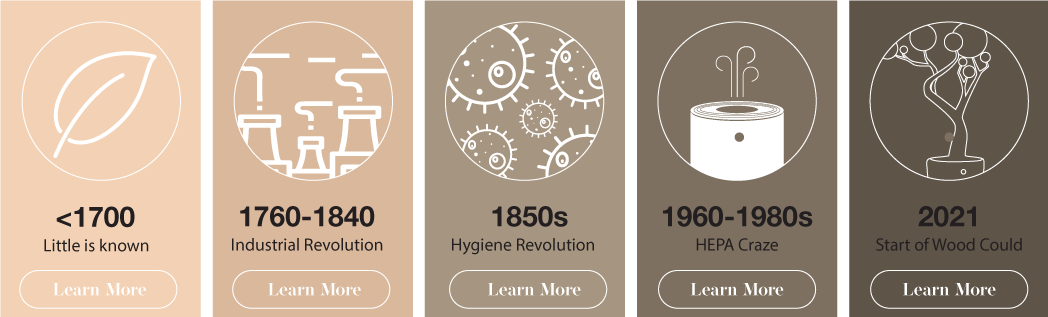 <1700
Little is known
Learn More
1760-1840
Industrial Revolution
Learn More
1850s
Hygiene Revolution
Learn More
1960-1980s
HEPA Craze
Learn More
2021
Start of Wood Could
Learn More